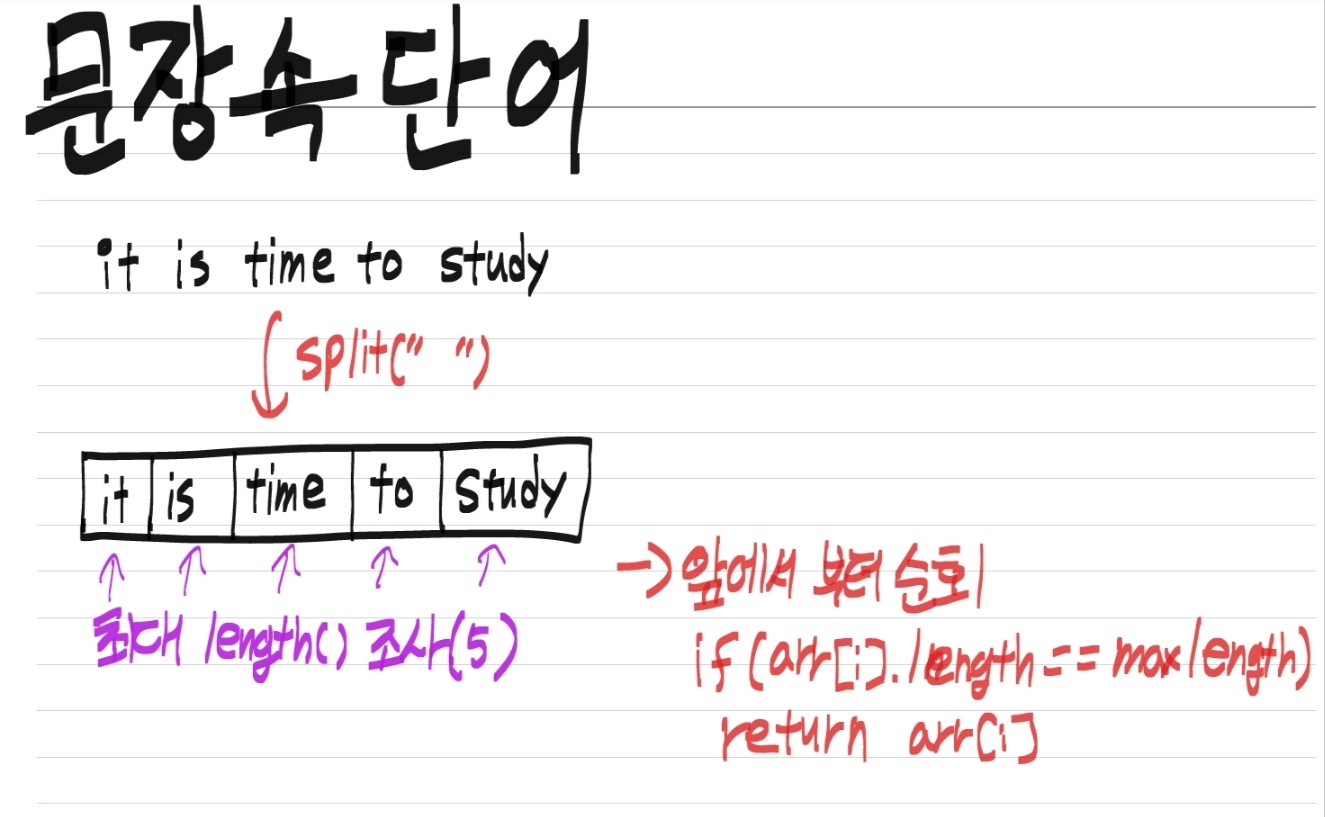 문장속 단어
it is time to study
split(" ")
it is time to study
최대 length() 조사(5)
→ 앞에서 부터 순회
if (arr[i].length == maxlength)
return arr[i]